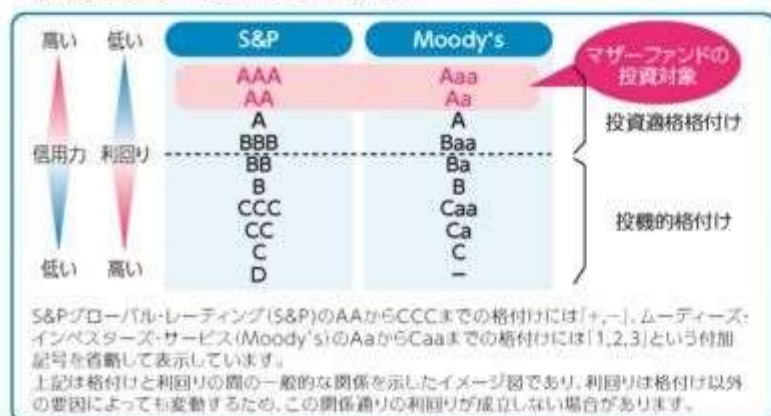 高い 低い S&P Moody's マザーファンドの
投資対象
AAA Aaa
AA Aa
A A
BBB Baa 投資適格格付け
信用力 利回り
BB Ba
B B
CCC Caa 投機的格付け
CC Ca
C C
低い 高い D –
S&Pグローバル・レーティング(S&P)のAAからCCCまでの格付けには「+,−」、ムーディーズ・
インベスターズ・サービス(Moody's)のAaからCaaまでの格付けには「1,2,3」という付加
記号を省略して表示しています。
上記は格付けと利回りの間の一般的な関係を示したイメージ図であり、利回りは格付け以外
の要因によっても変動するため、この関係通りの利回りが成立しない場合があります。